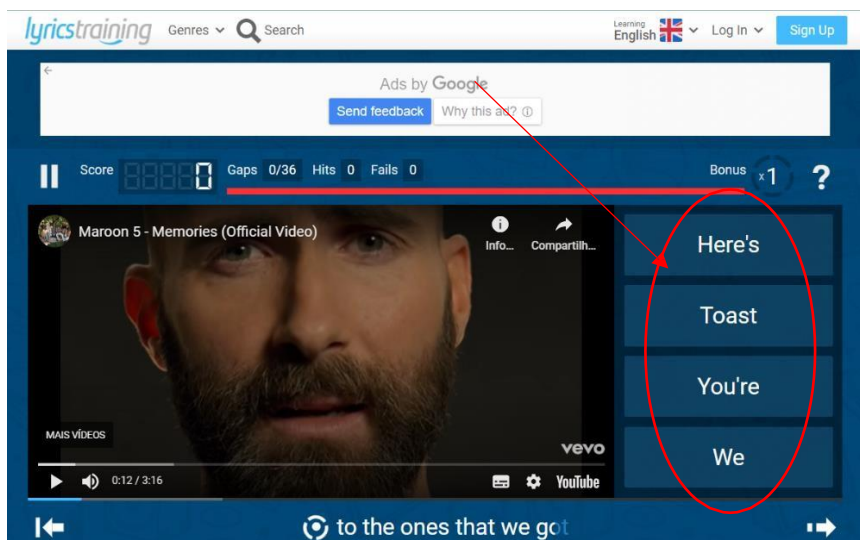 lyricstraining Genres Search Learning English Log In Sign Up
Ads by Google
Send feedback Why this ad?
Score 0 Gaps 0/36 Hits 0 Fails 0 Bonus x1 ?
Maroon 5 - Memories (Official Video) Info... Compartilh...
Here's
Toast
You're
We
MAIS VÍDEOS
vevo
0:12 / 3:16 YouTube
to the ones that we got